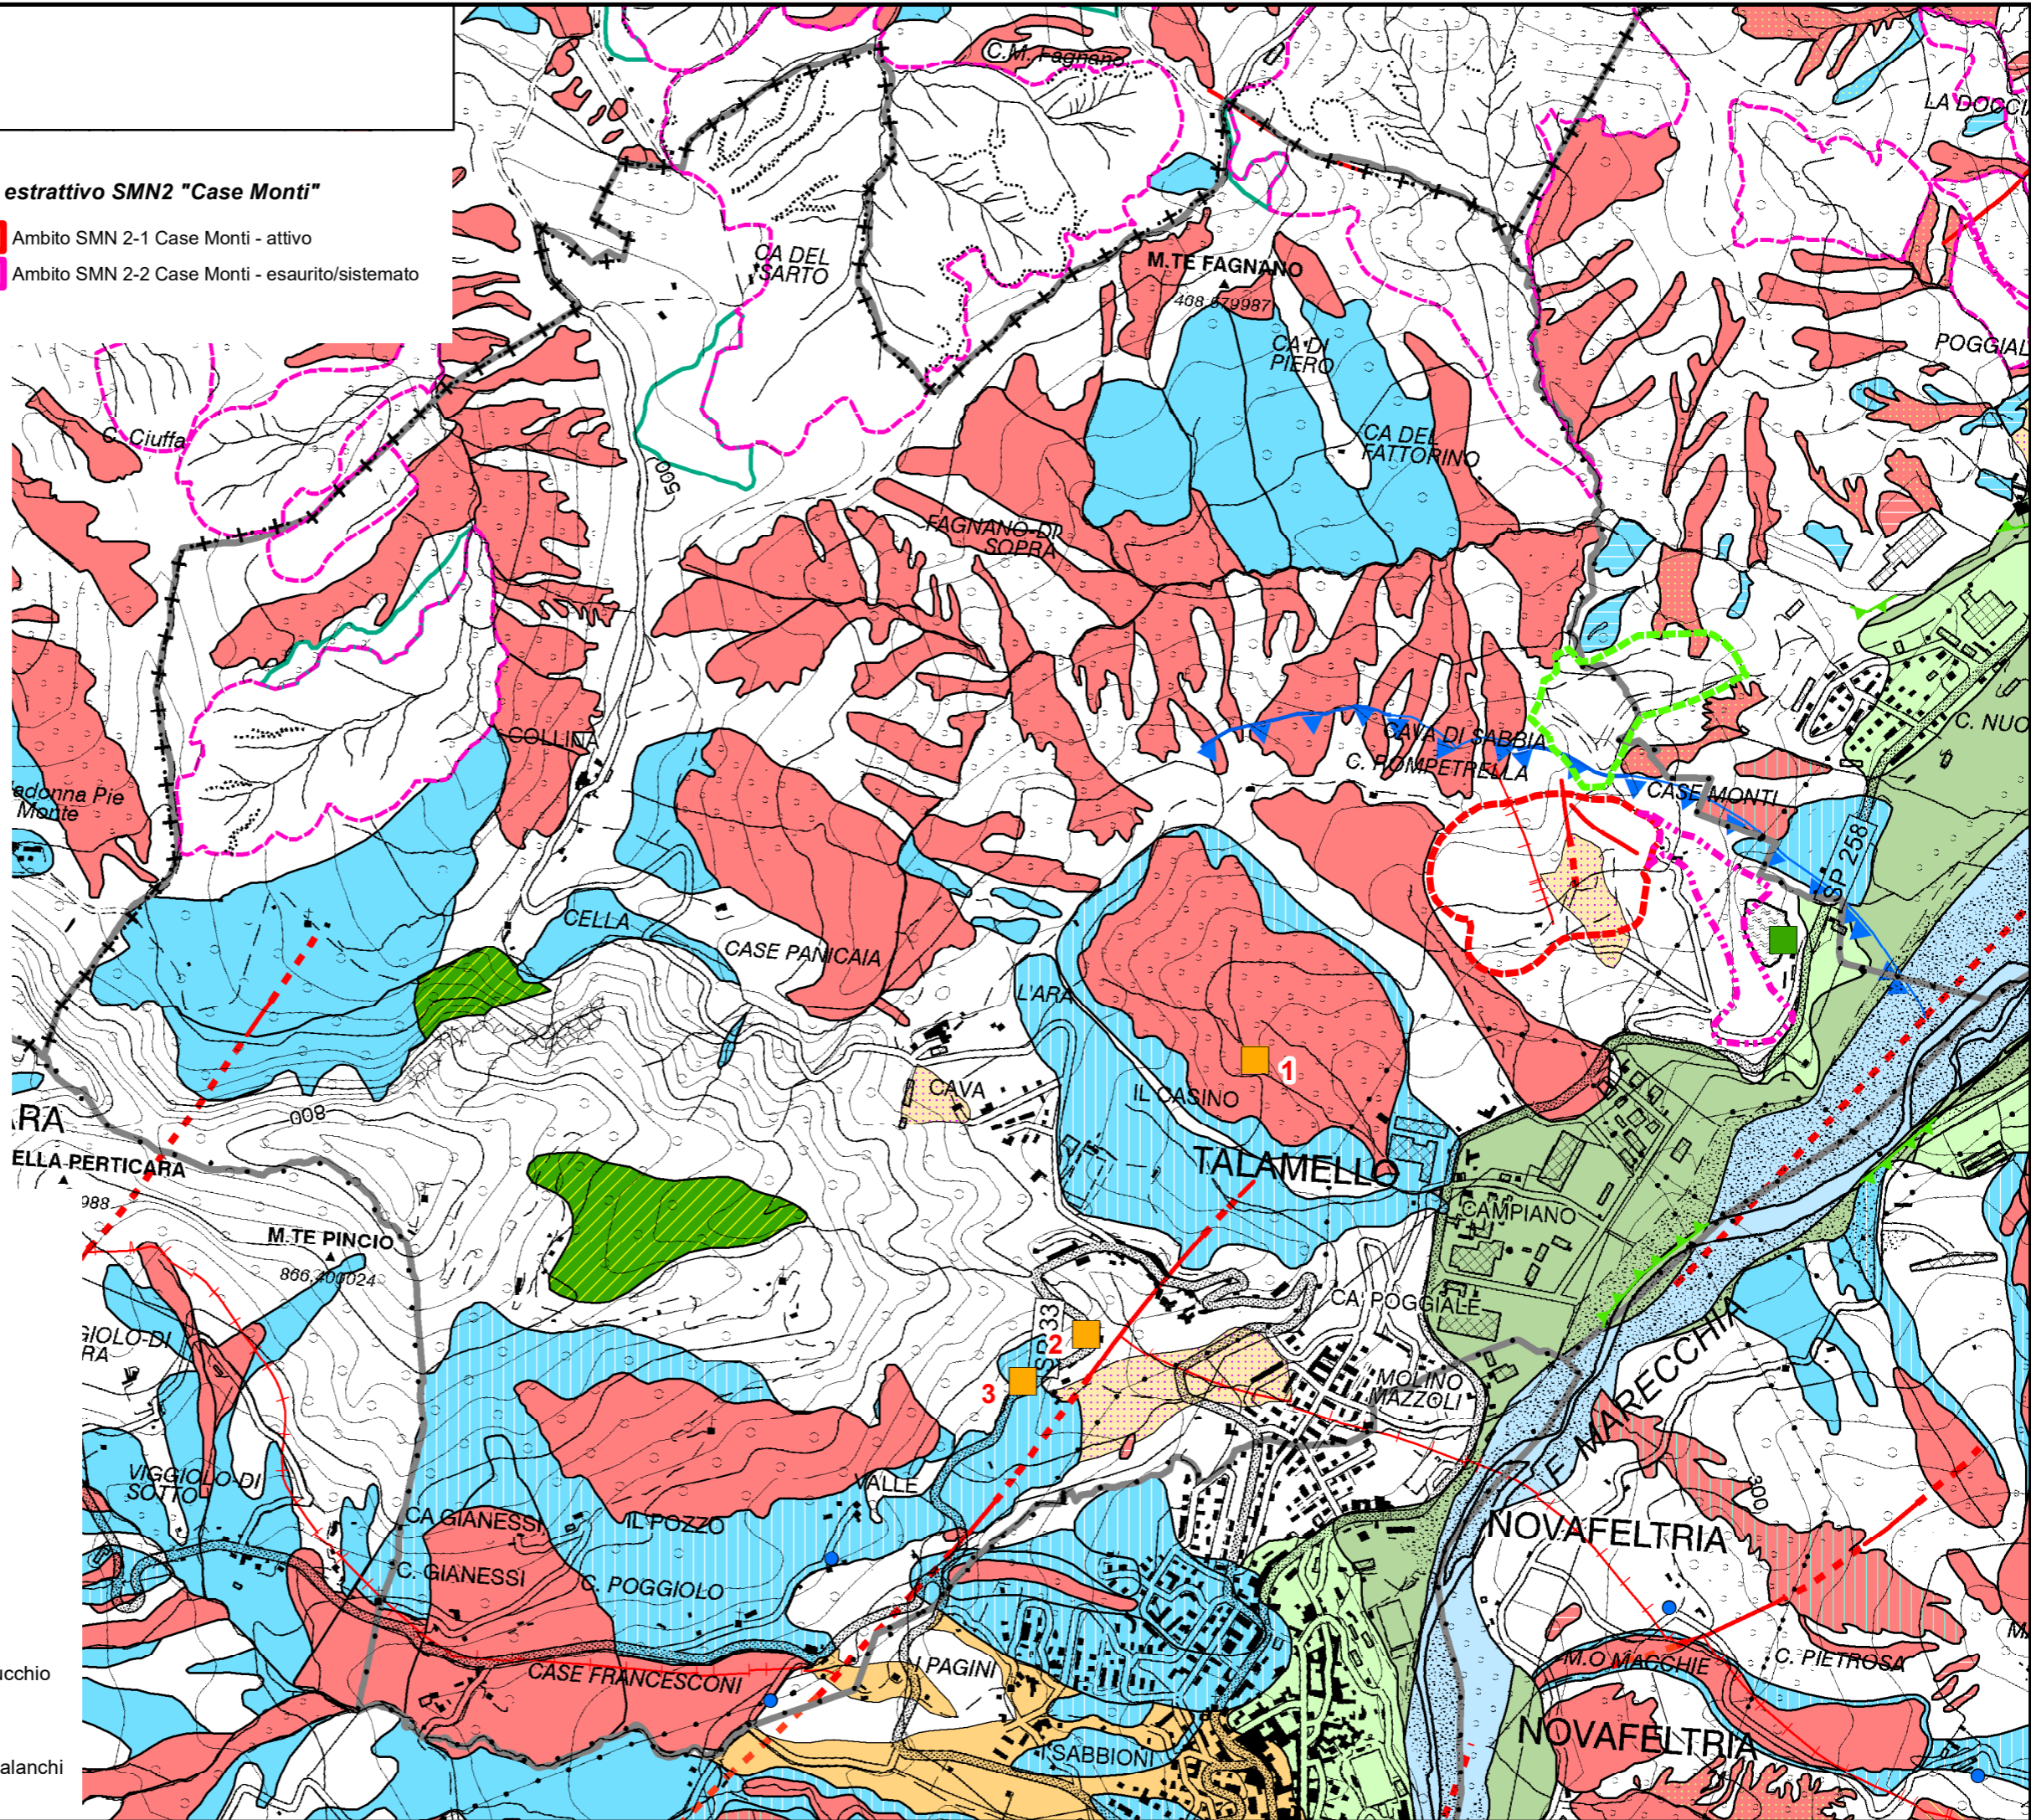 estrattivo SMN2 "Case Monti"
Ambito SMN 2-1 Case Monti - attivo
Ambito SMN 2-2 Case Monti - esaurito/sistemato
C.M. Fagnano
LA DOCCI
CA DEL
SARTO
M.TE FAGNANO
408.679987
CA DI
PIERO
POGGIAL
C. Ciuffa
CA DEL
FATTORINO
500
FAGNANO DI
SOPRA
C. NUO
COLLINA
CAVA DI SABBIA
C. ROMPETRELLA
CASE MONTI
adonna Pie
Monte
SP 258
CELLA
CASE PANICAIA
L'ARA
1
CAVA
IL CASINO
800
ARA
ELLA PERTICARA
988
TALAMELLO
CAMPIANO
M.TE PINCIO
866.400024
CA' POGGIALE
SP 33
2
3
GIOLO DI
RA
MOLINO
MAZZOLI
F. MARECCHIA
VIGGIOLO DI
SOTTO
VALLE
300
CA GIANESSI
IL POZZO
NOVAFELTRIA
C. GIANESSI
C. POGGIOLO
I PAGINI
CASE FRANCESCONI
M.O MACCHIE
C. PIETROSA
M
ucchio
NOVAFELTRIA
SABBIONI
alanchi